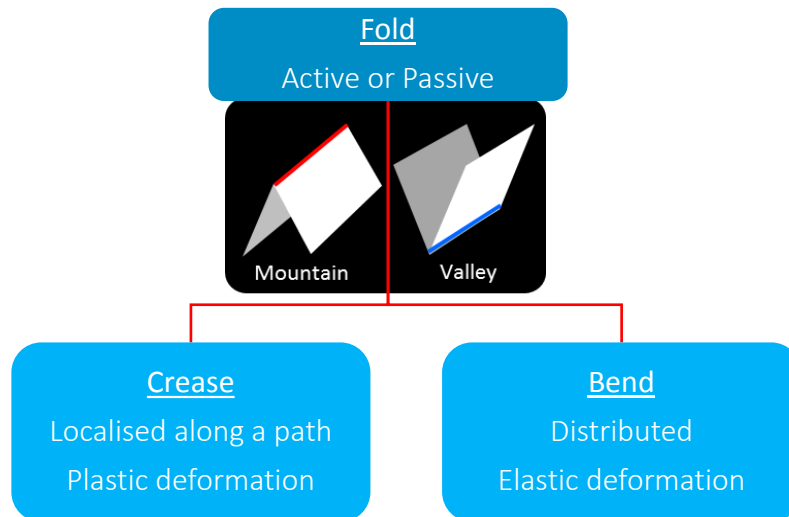 Fold
Active or Passive
Mountain
Valley
Crease
Localised along a path
Plastic deformation
Bend
Distributed
Elastic deformation